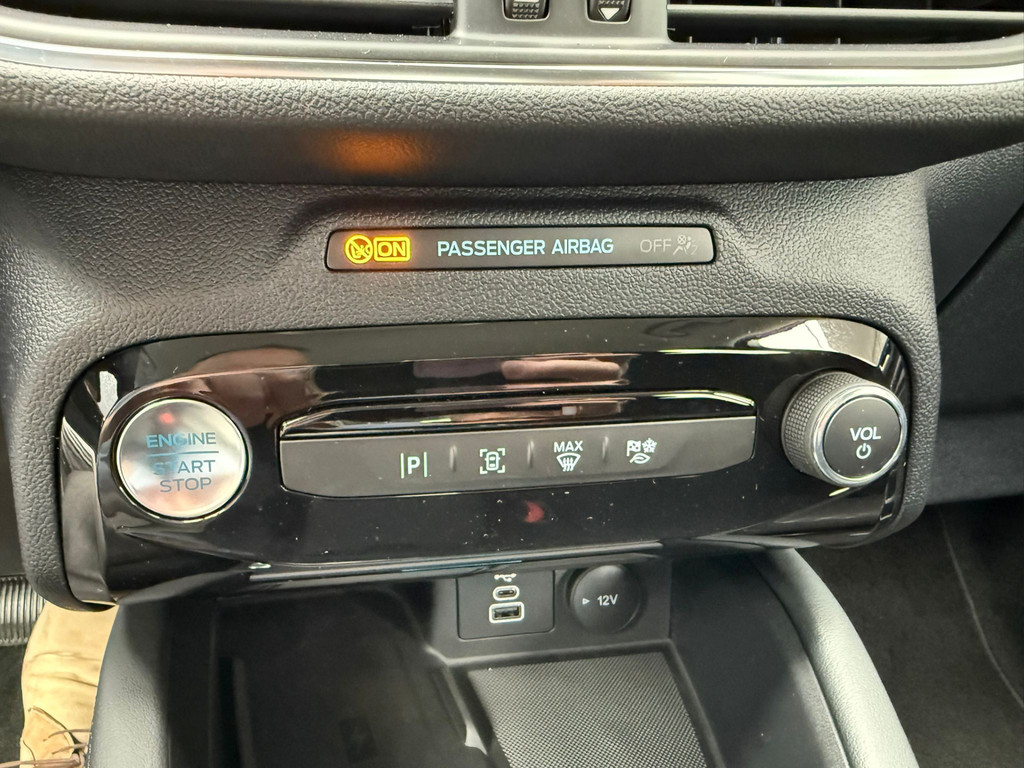 ON PASSENGER AIRBAG OFF
ENGINE
START
STOP
P
MAX
VOL
12V